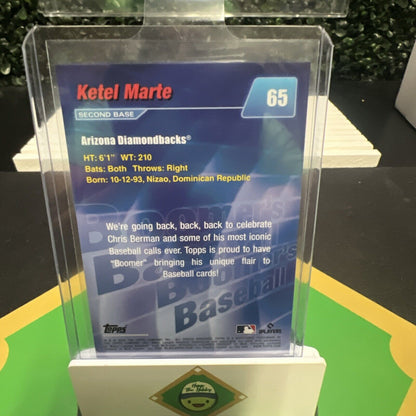 Ketel Marte
65
SECOND BASE
Arizona Diamondbacks®
HT: 6'1" WT: 210
Bats: Both Throws: Right
Born: 10-12-93, Nizao, Dominican Republic
Boomer's
Baseball
We're going back, back, back to celebrate
Chris Berman and some of his most iconic
Baseball calls ever. Topps is proud to have
"Boomer" bringing his unique flair to
Baseball cards!
Topps
PLAYERS